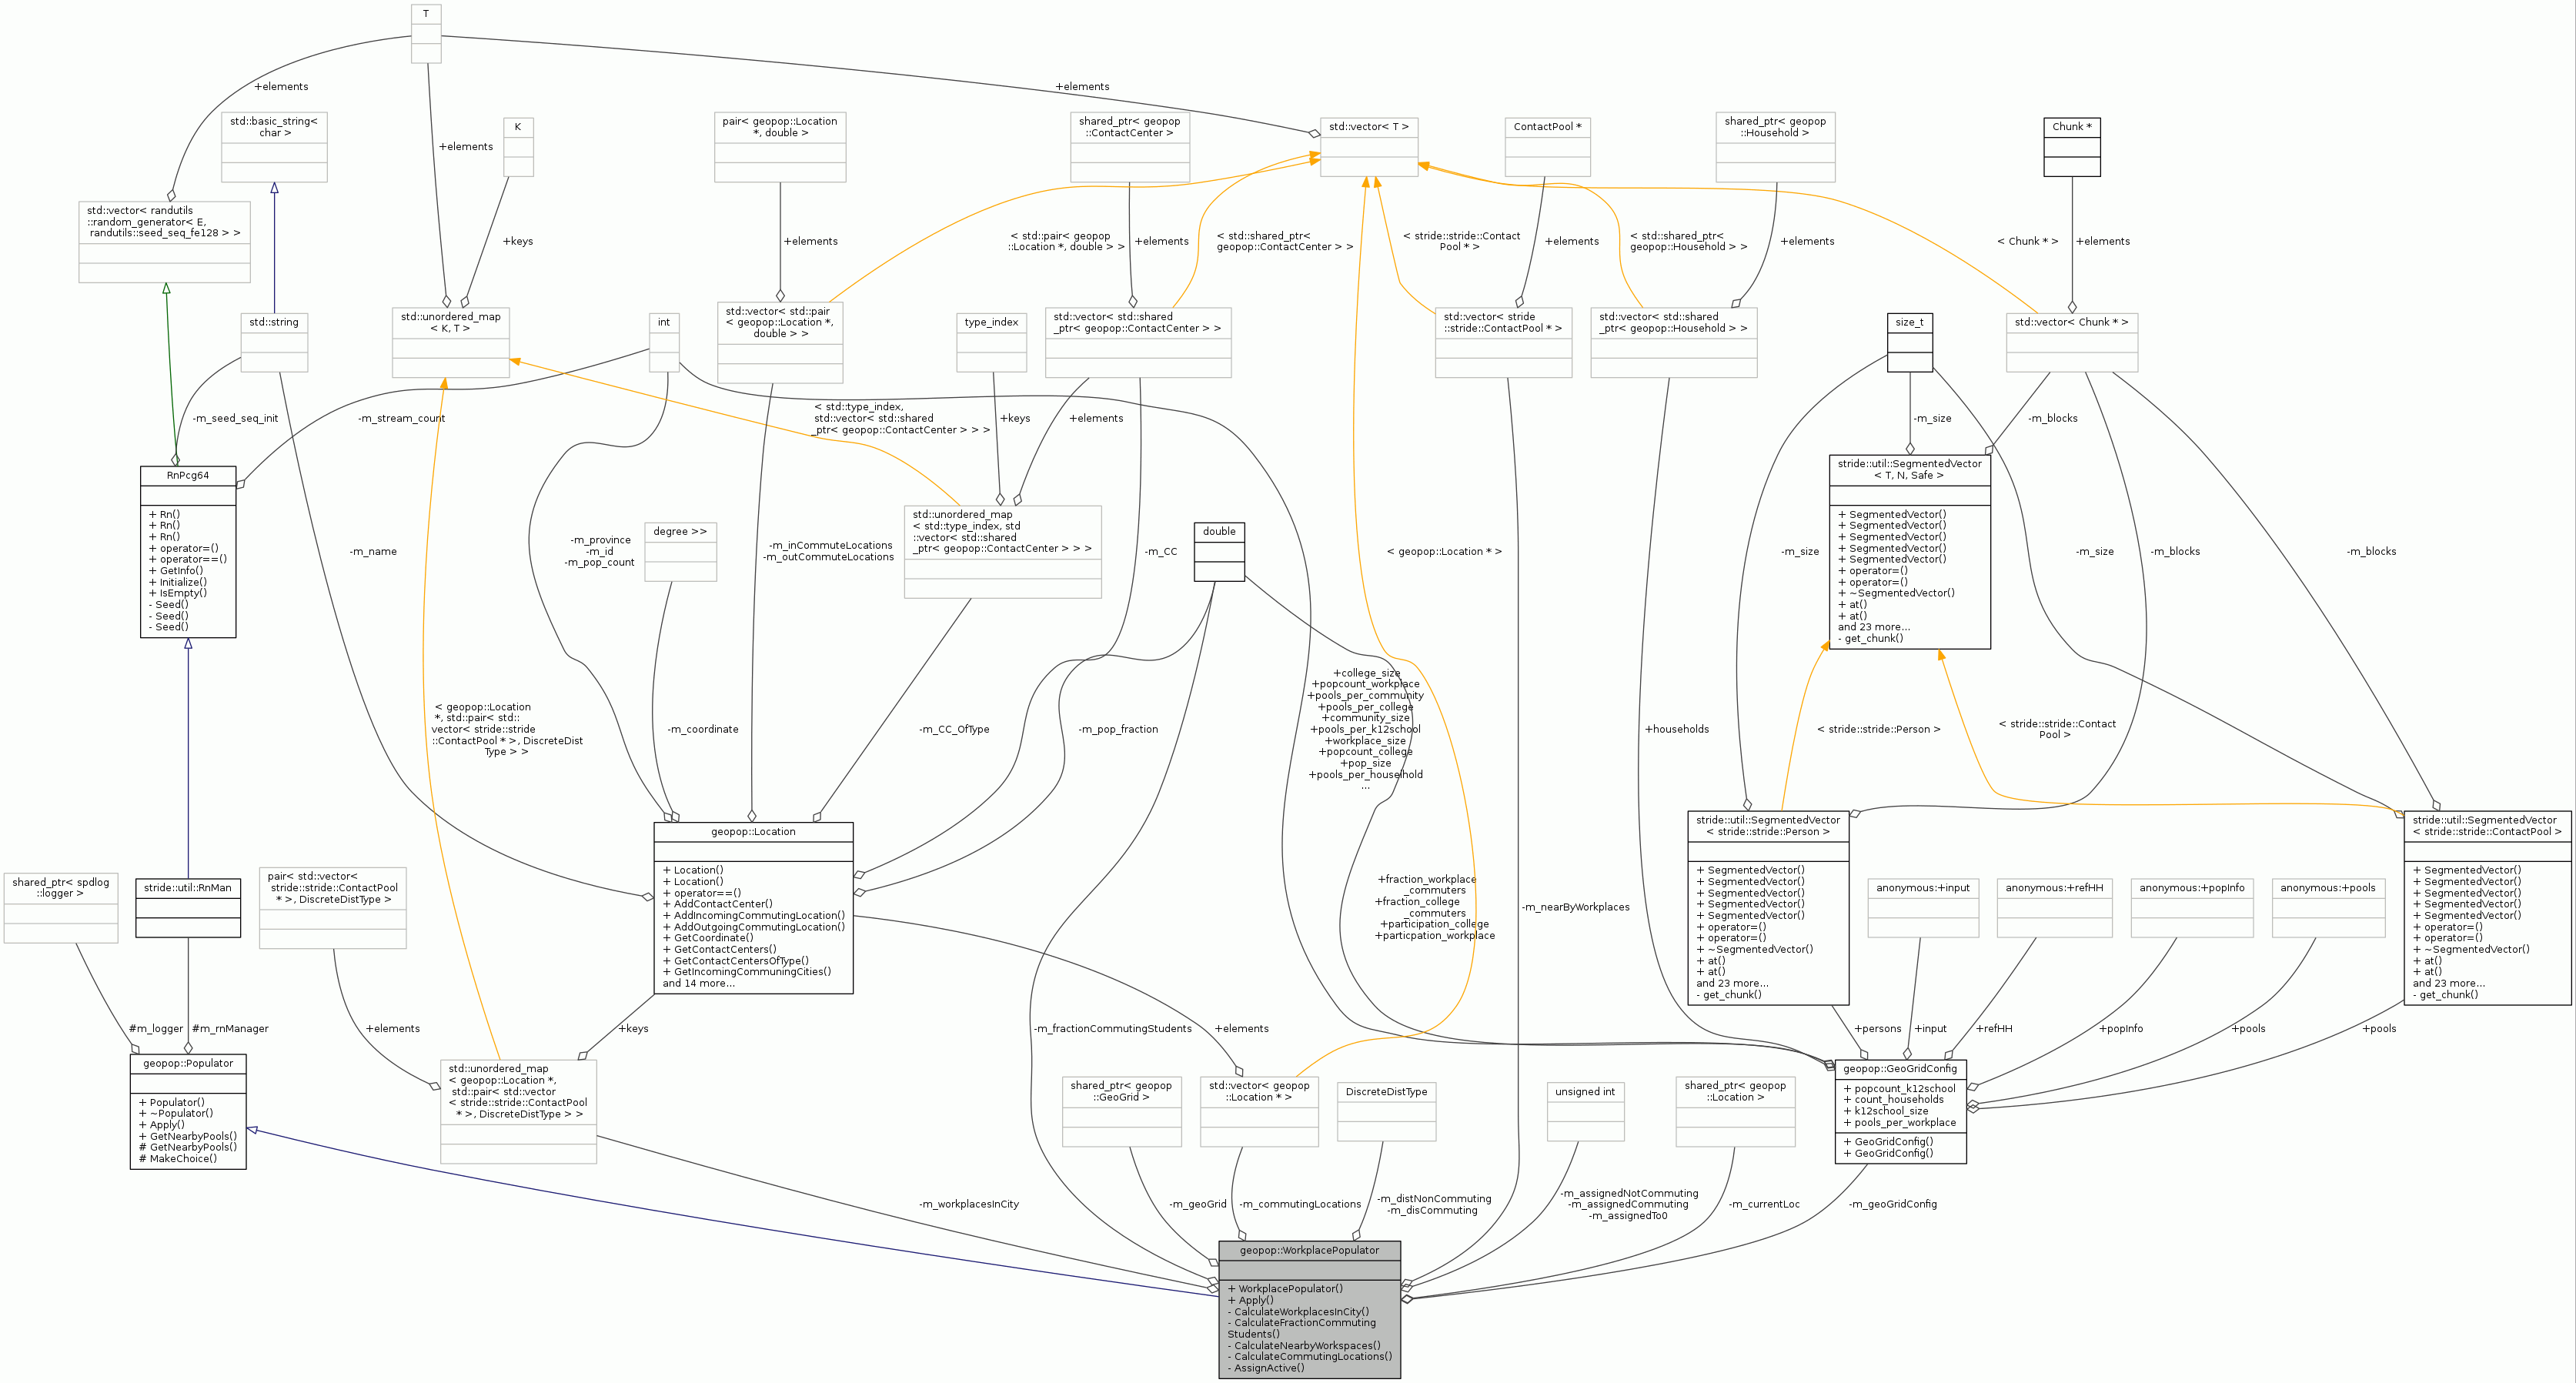 T
+elements
+elements
std::basic_string<
char >
K
pair< geopop::Location
*, double >
shared_ptr< geopop
::ContactCenter >
std::vector< T >
ContactPool *
shared_ptr< geopop
::Household >
Chunk *
+elements
std::vector< randutils
::random_generator< E,
randutils::seed_seq_fe128 > >
+keys
+elements
< std::pair< geopop
::Location *, double > >
+elements
< std::shared_ptr<
geopop::ContactCenter > >
< stride::stride::Contact
Pool * >
+elements
< std::shared_ptr<
geopop::Household > >
+elements
< Chunk * >
+elements
std::string
std::unordered_map
< K, T >
int
std::vector< std::pair
< geopop::Location *,
double > >
type_index
std::vector< std::shared
_ptr< geopop::ContactCenter > >
std::vector< stride
::stride::ContactPool * >
std::vector< std::shared
_ptr< geopop::Household > >
size_t
std::vector< Chunk * >
-m_seed_seq_init
-m_stream_count
< std::type_index,
std::vector< std::shared
_ptr< geopop::ContactCenter > > >
+keys
+elements
-m_size
-m_blocks
RnPcg64
+ Rn()
+ Rn()
+ Rn()
+ operator=()
+ operator==()
+ GetInfo()
+ Initialize()
+ IsEmpty()
- Seed()
- Seed()
- Seed()
-m_name
-m_province
-m_id
-m_pop_count
degree >>
-m_inCommuteLocations
-m_outCommuteLocations
std::unordered_map
< std::type_index, std
::vector< std::shared
_ptr< geopop::ContactCenter > > >
-m_CC
double
< geopop::Location * >
-m_size
stride::util::SegmentedVector
< T, N, Safe >
+ SegmentedVector()
+ SegmentedVector()
+ SegmentedVector()
+ SegmentedVector()
+ SegmentedVector()
+ operator=()
+ operator=()
+ ~SegmentedVector()
+ at()
+ at()
and 23 more...
- get_chunk()
-m_size
-m_blocks
-m_blocks
< geopop::Location
*, std::pair< std::
vector< stride::stride
::ContactPool * >, DiscreteDist
Type > >
-m_coordinate
-m_CC_OfType
-m_pop_fraction
+college_size
+popcount_workplace
+pools_per_community
+pools_per_college
+community_size
+pools_per_k12school
+workplace_size
+popcount_college
+pop_size
+pools_per_houselhold
...
+households
< stride::stride::Person >
< stride::stride::Contact
Pool >
shared_ptr< spdlog
::logger >
stride::util::RnMan
pair< std::vector<
stride::stride::ContactPool
* >, DiscreteDistType >
geopop::Location
+ Location()
+ Location()
+ operator==()
+ AddContactCenter()
+ AddIncomingCommutingLocation()
+ AddOutgoingCommutingLocation()
+ GetCoordinate()
+ GetContactCenters()
+ GetContactCentersOfType()
+ GetIncomingCommuningCities()
and 14 more...
+fraction_workplace
_commuters
+fraction_college
_commuters
+participation_college
+particpation_workplace
-m_nearByWorkplaces
stride::util::SegmentedVector
< stride::stride::Person >
+ SegmentedVector()
+ SegmentedVector()
+ SegmentedVector()
+ SegmentedVector()
+ SegmentedVector()
+ operator=()
+ operator=()
+ ~SegmentedVector()
+ at()
+ at()
and 23 more...
- get_chunk()
anonymous:+input
anonymous:+refHH
anonymous:+popInfo
anonymous:+pools
stride::util::SegmentedVector
< stride::stride::ContactPool >
+ SegmentedVector()
+ SegmentedVector()
+ SegmentedVector()
+ SegmentedVector()
+ SegmentedVector()
+ operator=()
+ operator=()
+ ~SegmentedVector()
+ at()
+ at()
and 23 more...
- get_chunk()
#m_logger
#m_rnManager
+elements
+keys
-m_fractionCommutingStudents
+elements
+persons
+input
+refHH
+popInfo
+pools
+pools
geopop::Populator
+ Populator()
+ ~Populator()
+ Apply()
+ GetNearbyPools()
# GetNearbyPools()
# MakeChoice()
std::unordered_map
< geopop::Location *,
std::pair< std::vector
< stride::stride::ContactPool
* >, DiscreteDistType > >
shared_ptr< geopop
::GeoGrid >
std::vector< geopop
::Location * >
DiscreteDistType
unsigned int
shared_ptr< geopop
::Location >
geopop::GeoGridConfig
+ popcount_k12school
+ count_households
+ k12school_size
+ pools_per_workplace
+ GeoGridConfig()
+ GeoGridConfig()
-m_workplacesInCity
-m_geoGrid
-m_commutingLocations
-m_distNonCommuting
-m_disCommuting
-m_assignedNotCommuting
-m_assignedCommuting
-m_assignedTo0
-m_currentLoc
-m_geoGridConfig
geopop::WorkplacePopulator
+ WorkplacePopulator()
+ Apply()
- CalculateWorkplacesInCity()
- CalculateFractionCommuting
Students()
- CalculateNearbyWorkspaces()
- CalculateCommutingLocations()
- AssignActive()